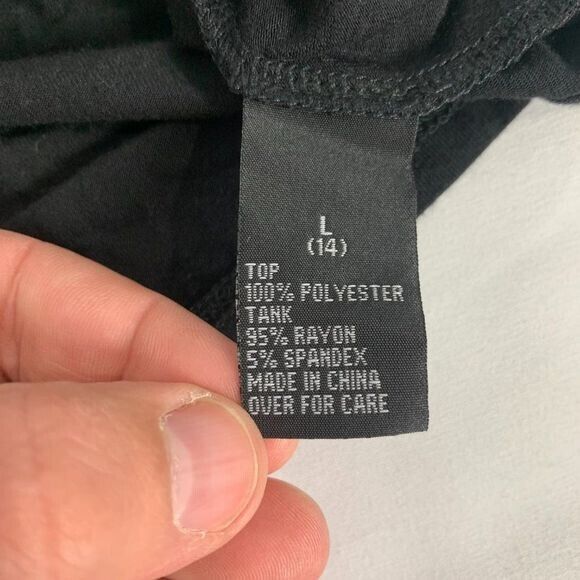 L
(14)
TOP
100% POLYESTER
TANK
95% RAYON
5% SPANDEX
MADE IN CHINA
OVER FOR CARE